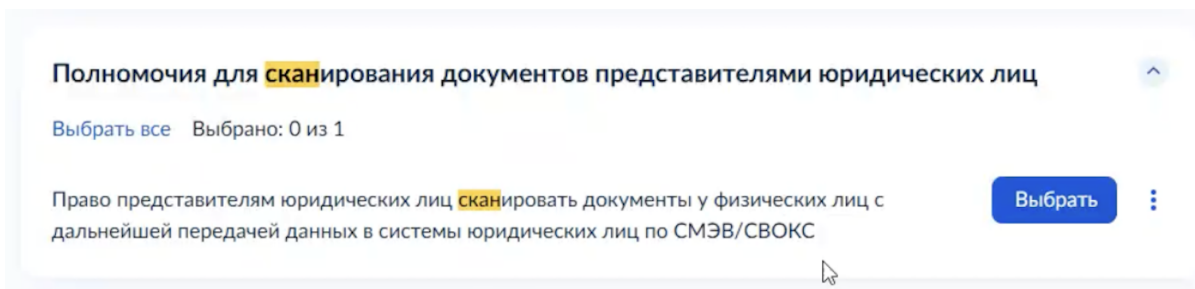 Полномочия для сканирования документов представителями юридических лиц
Выбрать все Выбрано: 0 из 1
Право представителям юридических лиц сканировать документы у физических лиц с
Выбрать
дальнейшей передачей данных в системы юридических лиц по СМЭВ/СВОКС